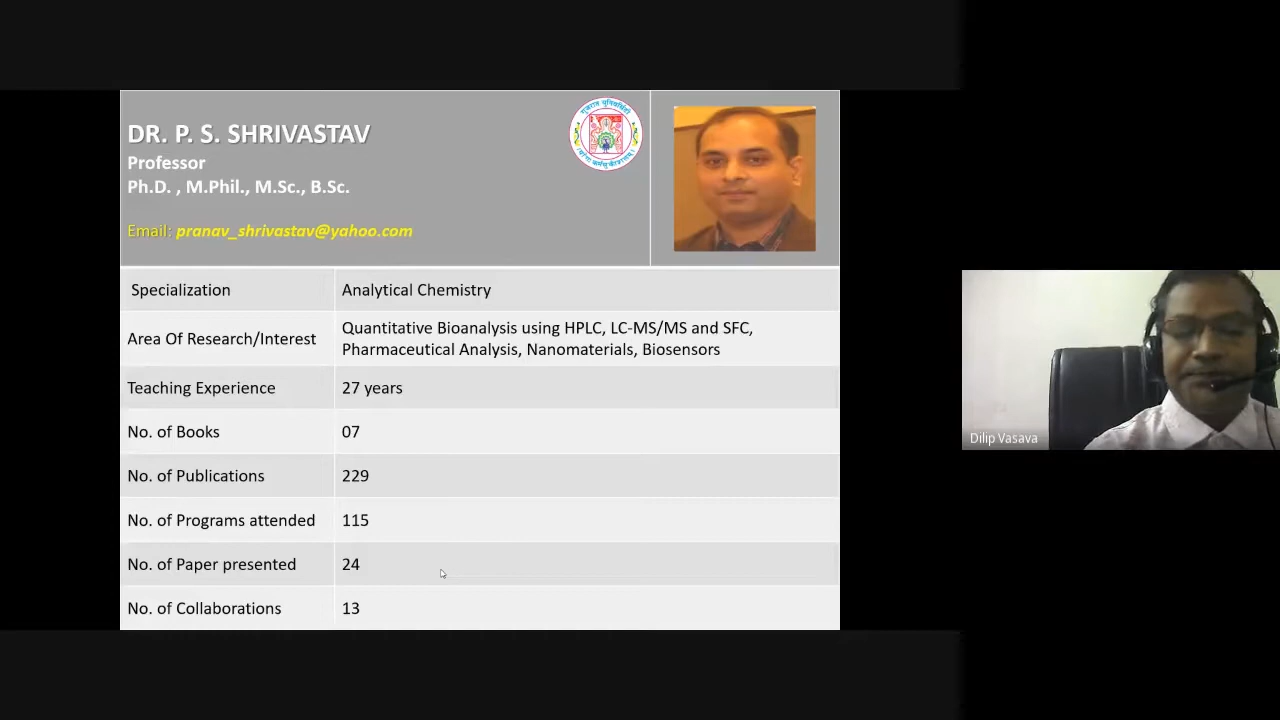 DR. P. S. SHRIVASTAV
Professor
Ph.D. , M.Phil., M.Sc., B.Sc.
Email: pranav_shrivastav@yahoo.com
Specialization
Analytical Chemistry
Area Of Research/Interest
Quantitative Bioanalysis using HPLC, LC-MS/MS and SFC,
Pharmaceutical Analysis, Nanomaterials, Biosensors
Teaching Experience
27 years
No. of Books
07
No. of Publications
229
No. of Programs attended
115
No. of Paper presented
24
No. of Collaborations
13
Dilip Vasava